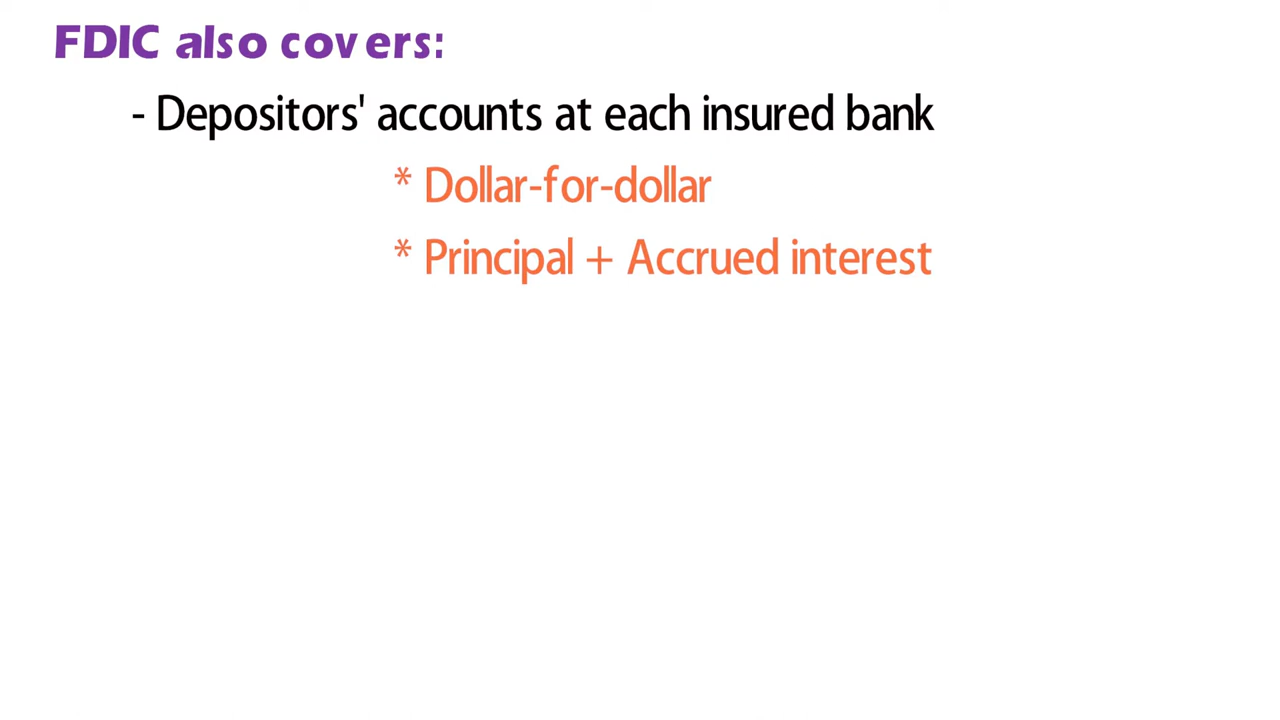 FDIC also covers:
- Depositors' accounts at each insured bank
* Dollar-for-dollar
* Principal + Accrued interest